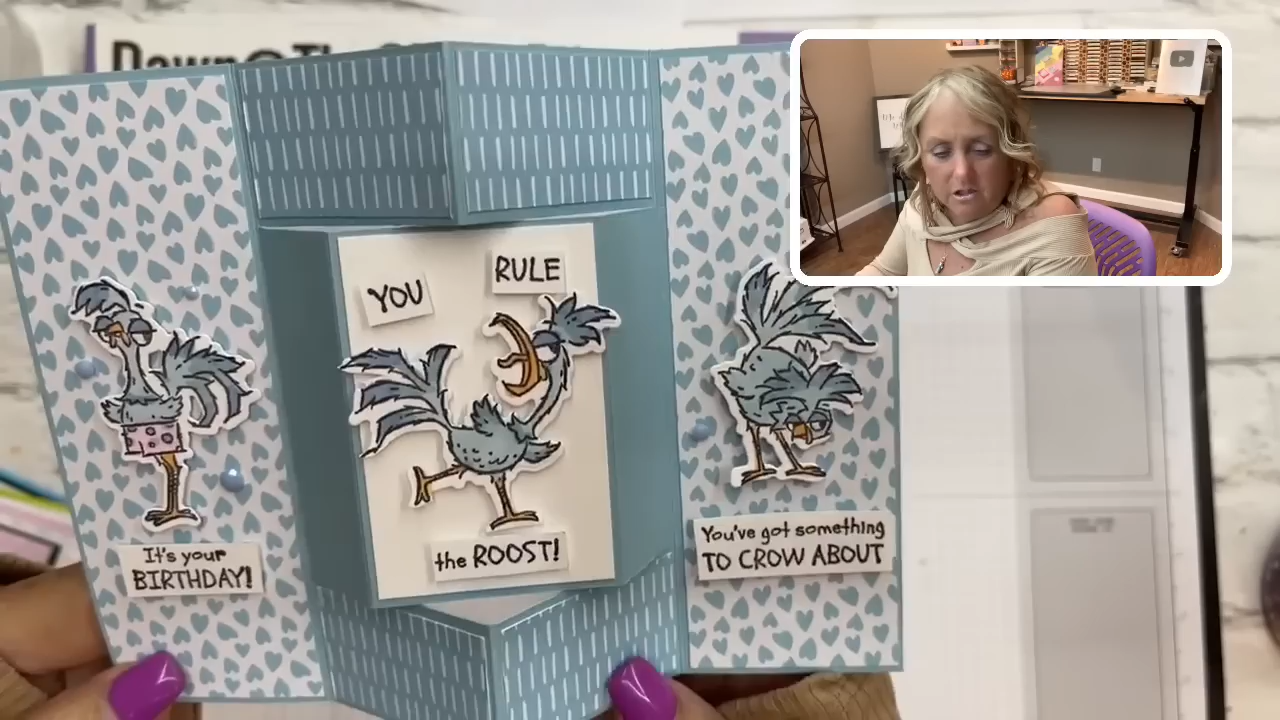 YOU
RULE
the ROOST!
It's your
BIRTHDAY!
You've got something
TO CROW ABOUT